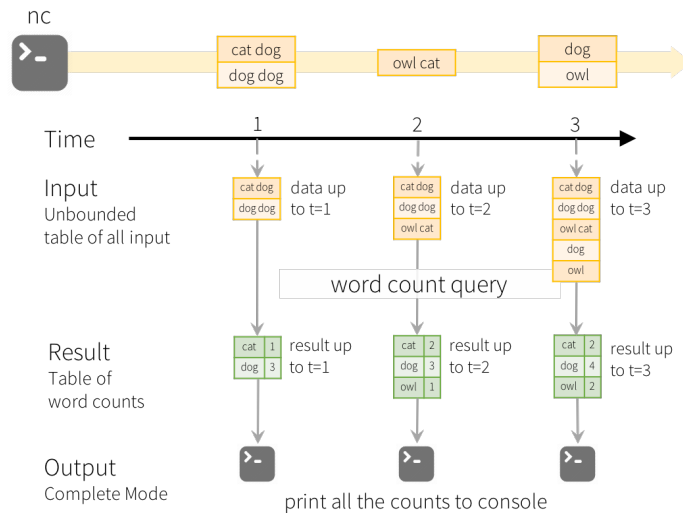 nc
cat dog
dog dog
owl cat
dog
owl
Time
1
2
3
Input
Unbounded
table of all input
cat dog
dog dog
data up
to t=1
cat dog
dog dog
owl cat
data up
to t=2
cat dog
dog dog
owl cat
dog
owl
data up
to t=3
word count query
Result
Table of
word counts
cat 1
dog 3
result up
to t=1
cat 2
dog 3
owl 1
result up
to t=2
cat 2
dog 4
owl 2
result up
to t=3
Output
Complete Mode
print all the counts to console